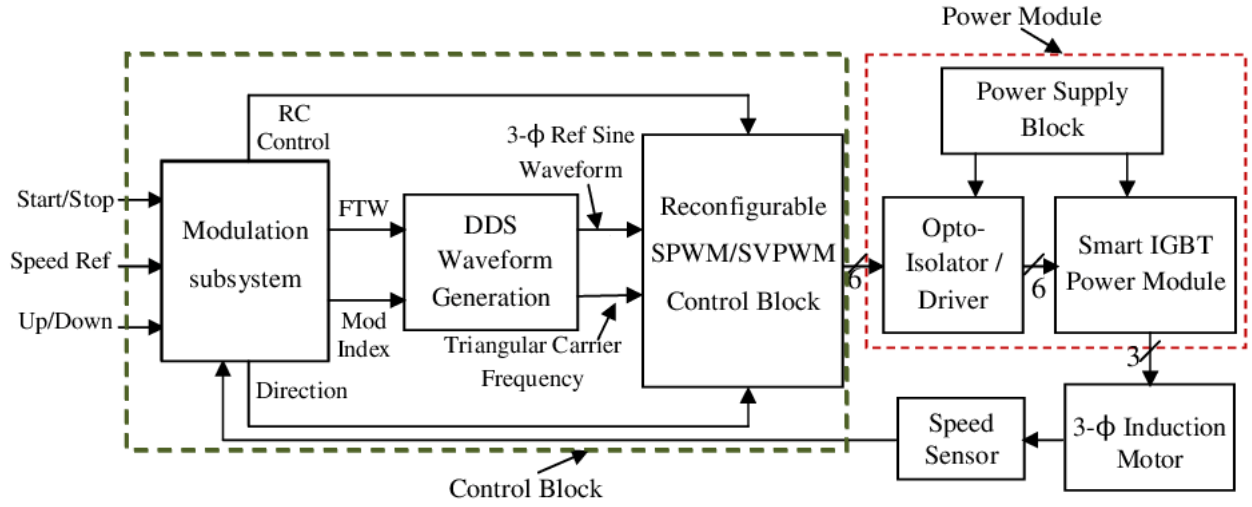 Power Module
Power Supply
Block
RC
Control
3-ϕ Ref Sine
Waveform
Start/Stop
Speed Ref
Up/Down
Modulation
subsystem
FTW
Mod
Index
DDS
Waveform
Generation
Triangular Carrier
Frequency
Reconfigurable
SPWM/SVPWM
Control Block
6
Opto-
Isolator /
Driver
6
Smart IGBT
Power Module
3
Direction
Speed
Sensor
3-ϕ Induction
Motor
Control Block